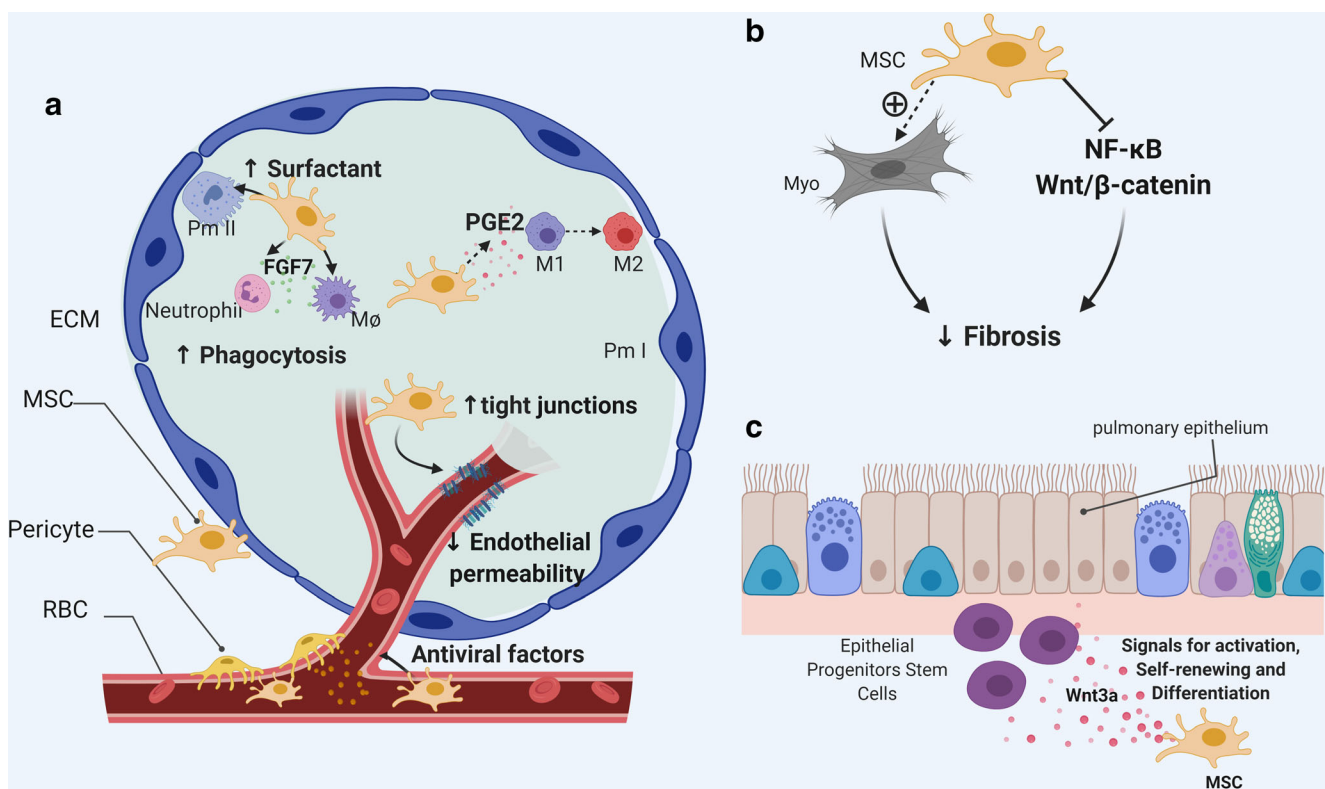 a
↑ Surfactant
Pm II
FGF7
Neutrophil
Mø
↑ Phagocytosis
PGE2
M1
M2
Pm I
ECM
MSC
Pericyte
RBC
↑ tight junctions
↓ Endothelial
permeability
Antiviral factors
b
MSC
Myo
NF-κB
Wnt/β-catenin
↓ Fibrosis
c
pulmonary epithelium
Epithelial
Progenitors Stem
Cells
Signals for activation,
Self-renewing and
Differentiation
Wnt3a
MSC